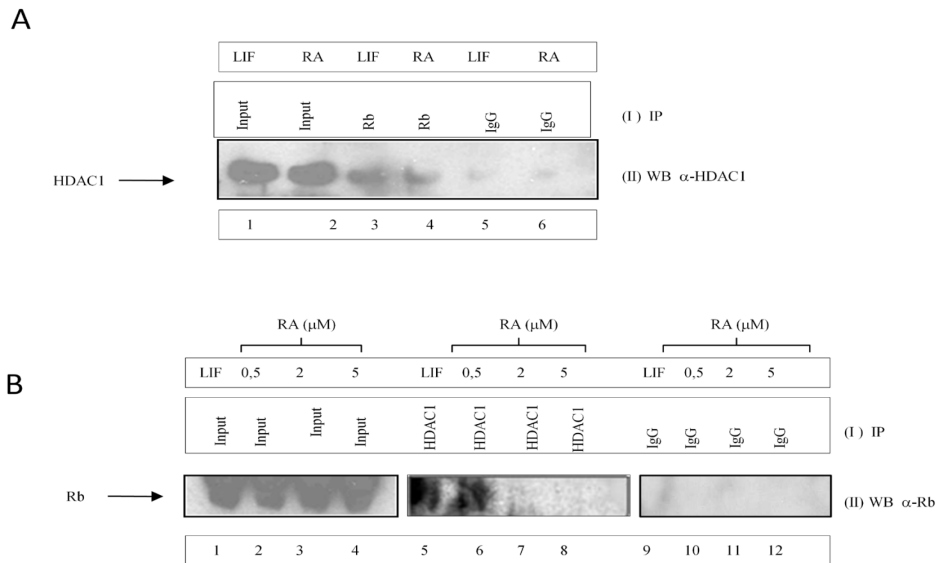 A
LIF RA LIF RA LIF RA
Input Input Rb Rb IgG IgG
(I ) IP
HDAC1
(II) WB α-HDAC1
1 2 3 4 5 6
RA (μM) RA (μM) RA (μM)
LIF 0,5 2 5 LIF 0,5 2 5 LIF 0,5 2 5
B
Input Input Input Input HDAC1 HDAC1 HDAC1 HDAC1 IgG IgG IgG IgG
(I ) IP
Rb
(II) WB α-Rb
1 2 3 4 5 6 7 8 9 10 11 12